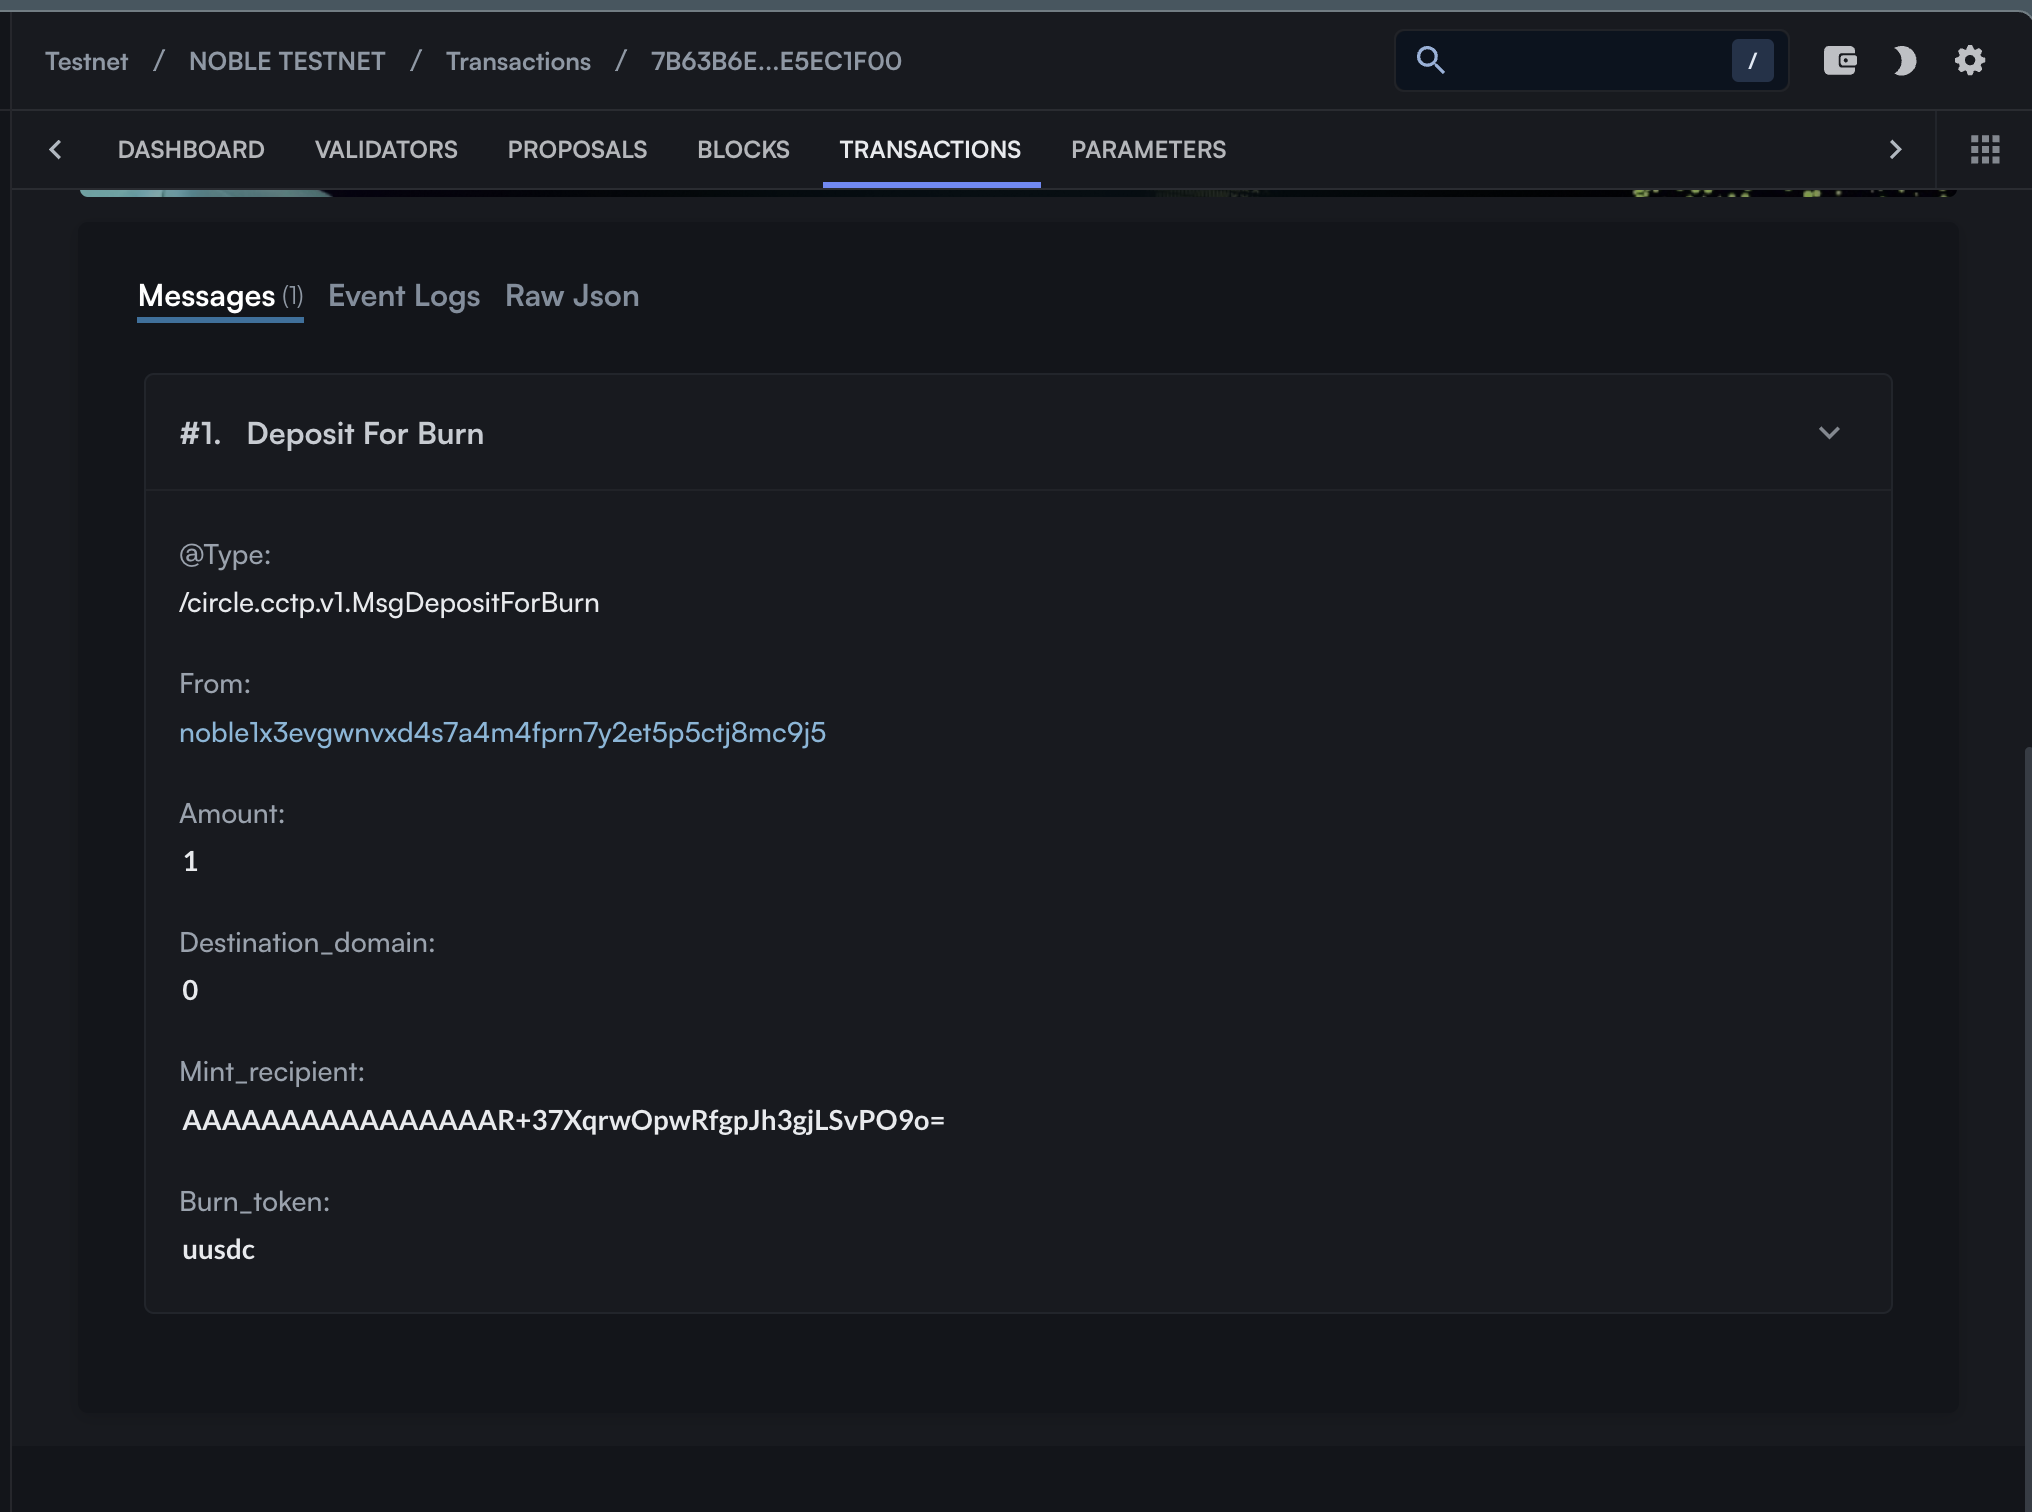 Testnet / NOBLE TESTNET / Transactions / 7B63B6E...E5EC1F00
/
DASHBOARD VALIDATORS PROPOSALS BLOCKS TRANSACTIONS PARAMETERS
Messages (1) Event Logs Raw Json
#1. Deposit For Burn
@Type:
/circle.cctp.v1.MsgDepositForBurn
From:
noble1x3evgwnvxd4s7a4m4fprn7y2et5p5ctj8mc9j5
Amount:
1
Destination_domain:
0
Mint_recipient:
AAAAAAAAAAAAAAAAR+37XqrwOpwRfgpJh3gjLSvPO9o=
Burn_token:
uusdc